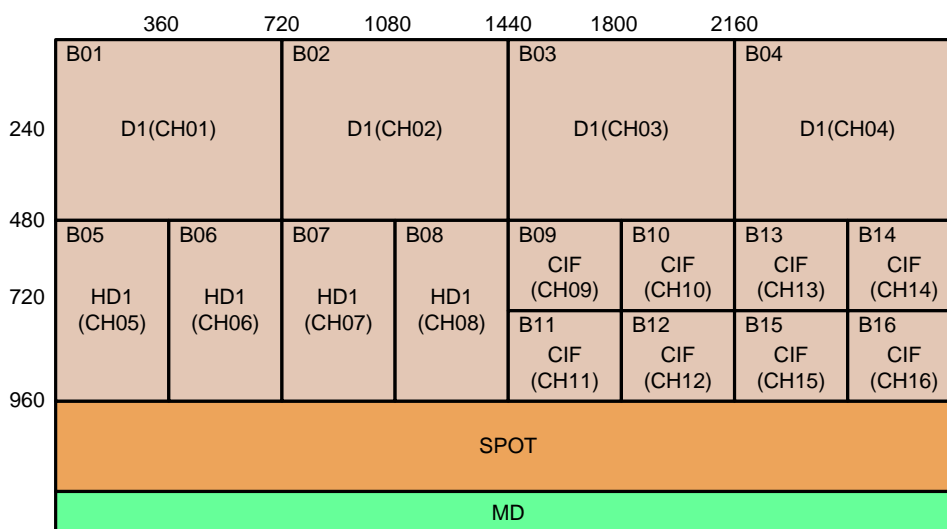 360 720 1080 1440 1800 2160
B01 B02 B03 B04
240 D1(CH01) D1(CH02) D1(CH03) D1(CH04)
480
B05 B06 B07 B08 B09 B10 B13 B14
CIF CIF CIF CIF
(CH09) (CH10) (CH13) (CH14)
720 HD1 HD1 HD1 HD1
(CH05) (CH06) (CH07) (CH08) B11 B12 B15 B16
CIF CIF CIF CIF
(CH11) (CH12) (CH15) (CH16)
960
SPOT
MD